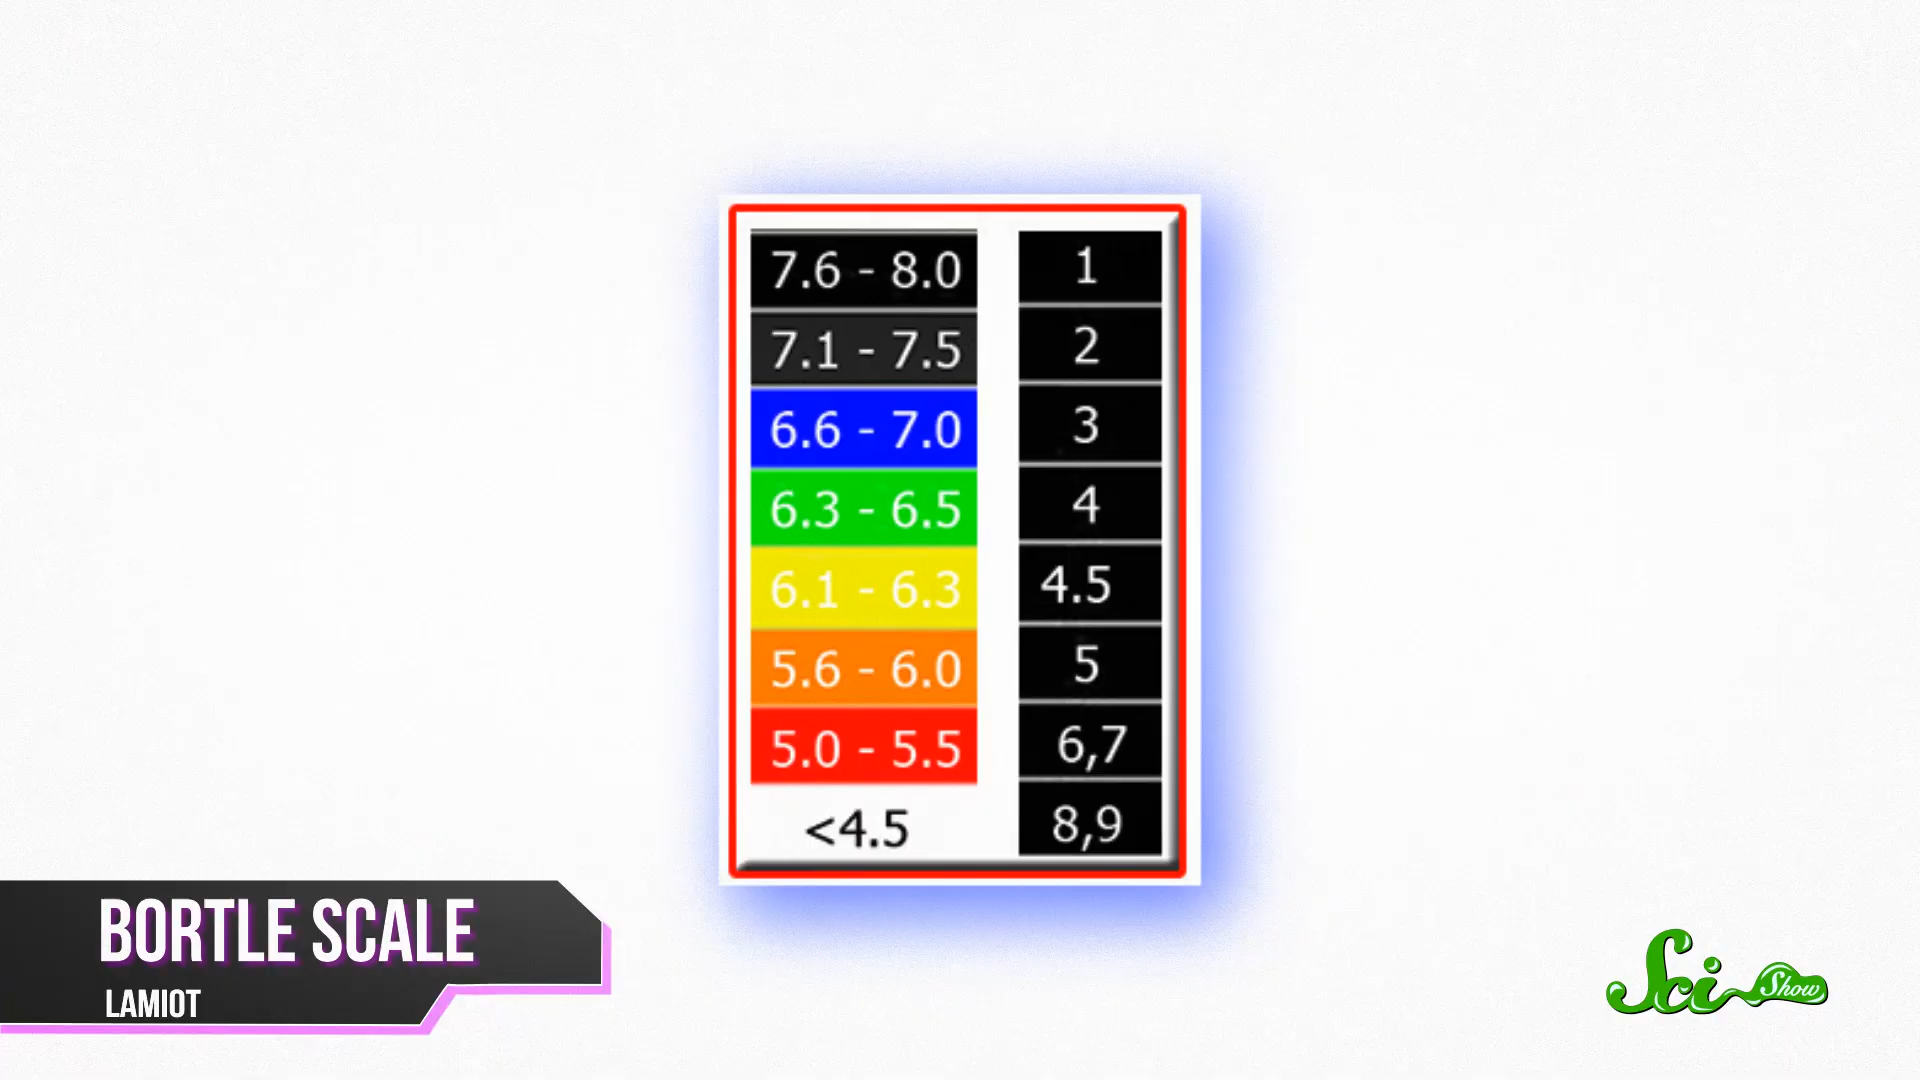 7.6 - 8.0 1
7.1 - 7.5 2
6.6 - 7.0 3
6.3 - 6.5 4
6.1 - 6.3 4.5
5.6 - 6.0 5
5.0 - 5.5 6,7
<4.5 8,9
BORTLE SCALE
LAMIOT
Sci Show